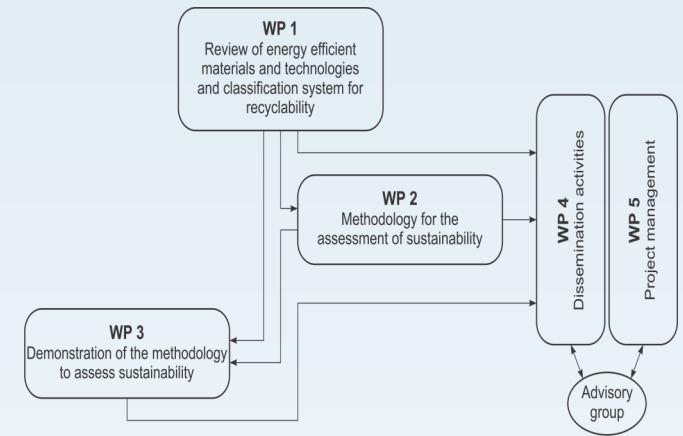 WP 1
Review of energy efficient
materials and technologies
and classification system for
recyclability
WP 2
Methodology for the
assessment of sustainability
WP 3
Demonstration of the methodology
to assess sustainability
WP 4
Dissemination activities
WP 5
Project management
Advisory
group